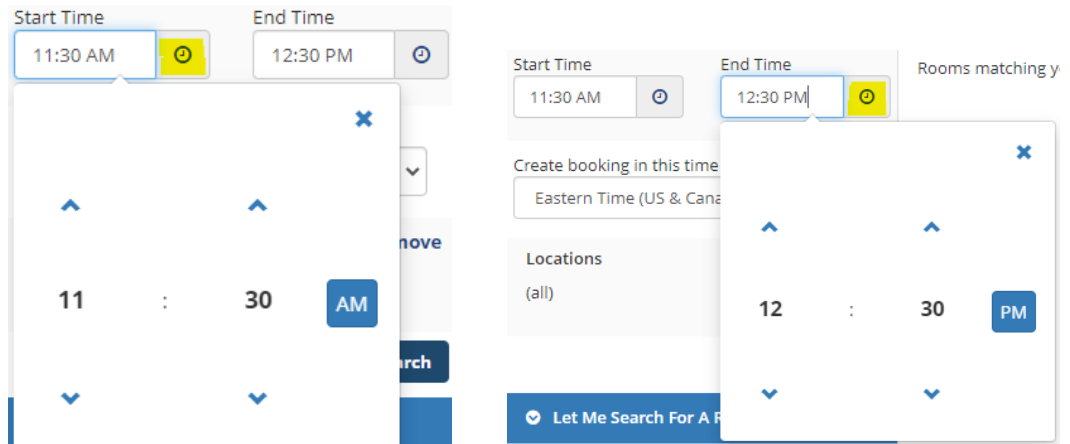 Start Time End Time
11:30 AM 12:30 PM
move
11 : 30 AM
rch
Start Time End Time Rooms matching y
11:30 AM 12:30 PM
Create booking in this time
Eastern Time (US & Cana
Locations
(all)
12 : 30 PM
Let Me Search For A R